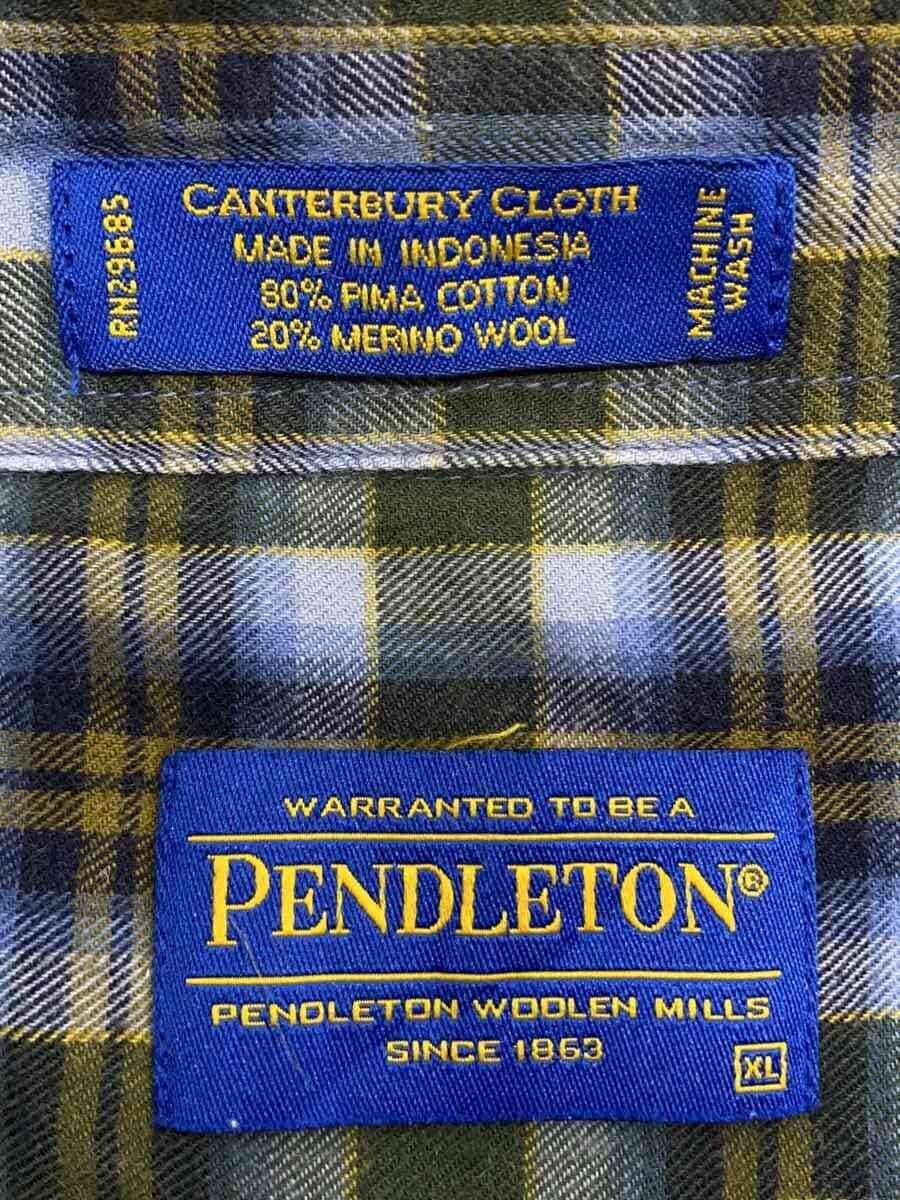 RN29685
CANTERBURY CLOTH
MADE IN INDONESIA
80% PIMA COTTON
20% MERINO WOOL
MACHINE
WASH
WARRANTED TO BE A
PENDLETON®
PENDLETON WOOLEN MILLS
SINCE 1863
XL